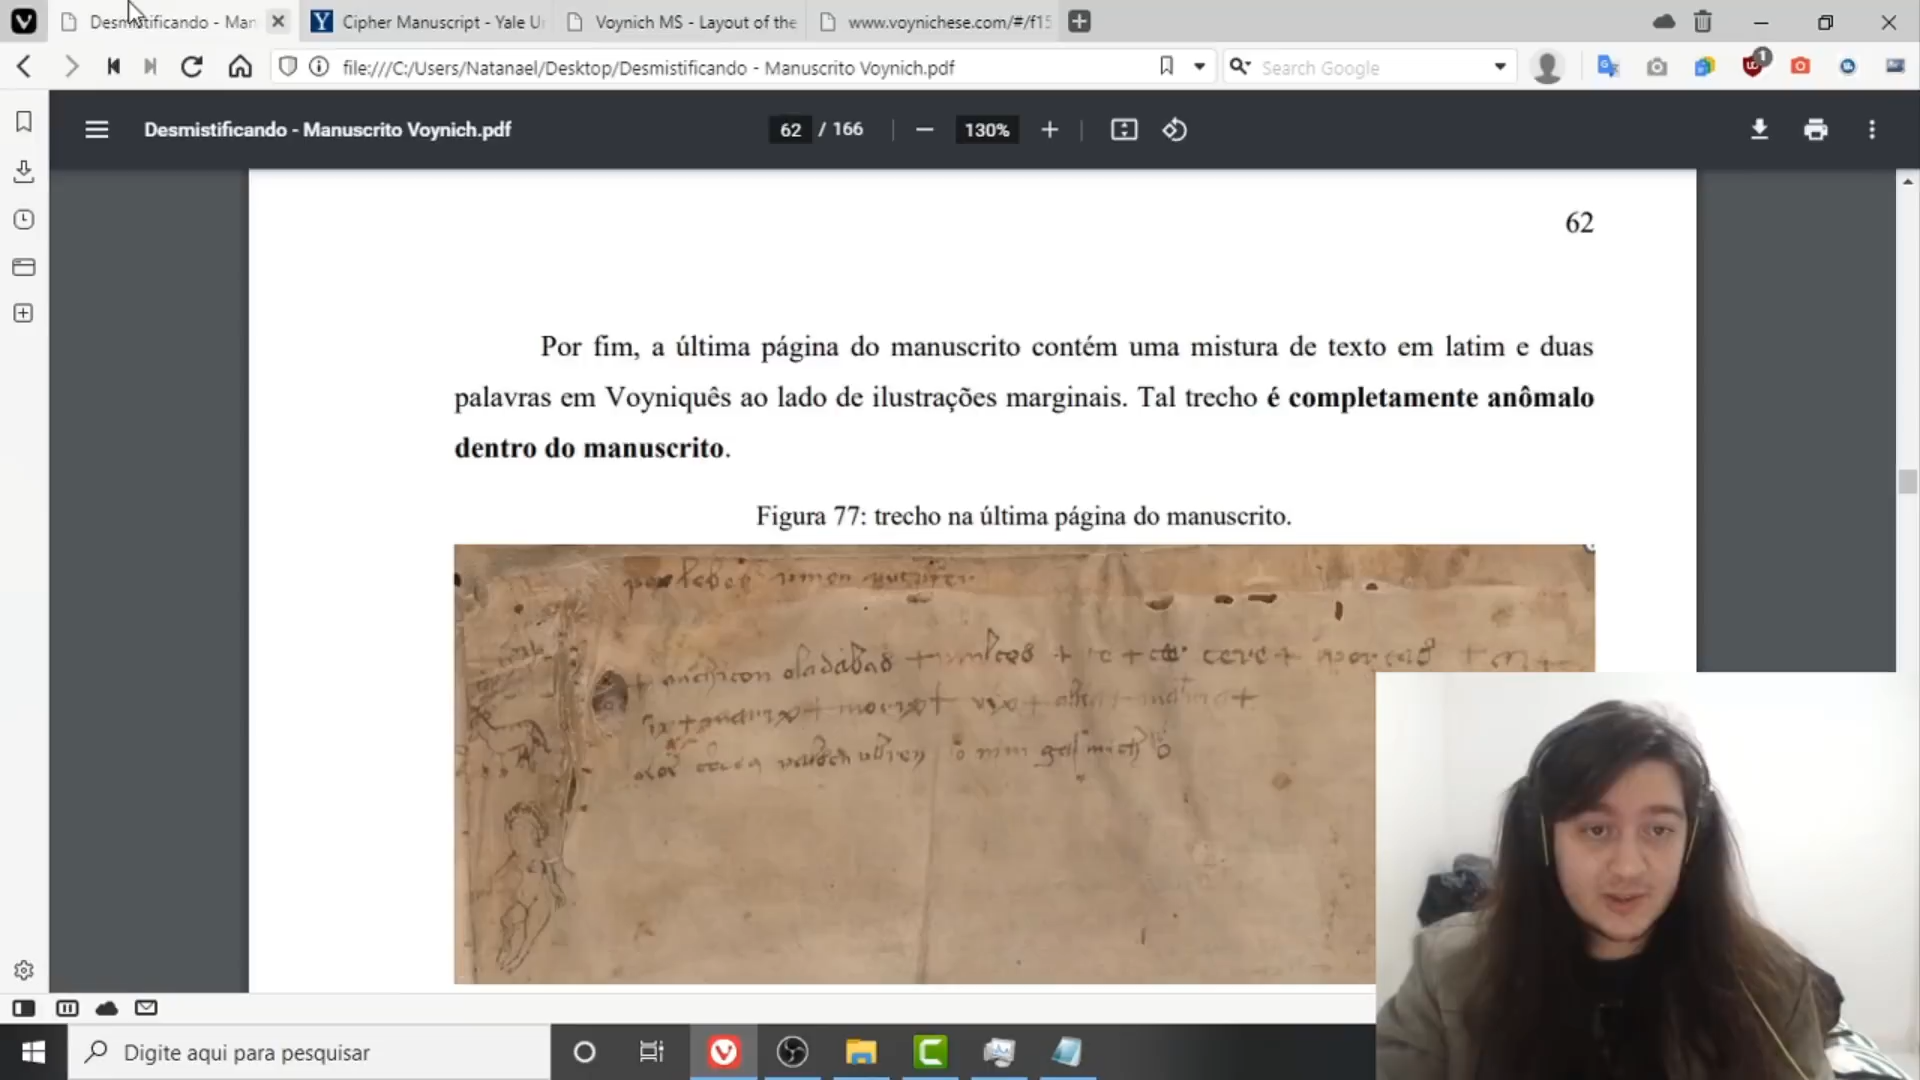 Desmistificando - Man
Cipher Manuscript - Yale Un
Voynich MS - Layout of the
www.voynichese.com/#/f15
file:///C:/Users/Natanael/Desktop/Desmistificando - Manuscrito Voynich.pdf
Search Google
1
Desmistificando - Manuscrito Voynich.pdf
62 / 166
130%
62
Por fim, a última página do manuscrito contém uma mistura de texto em latim e duas
palavras em Voyniquês ao lado de ilustrações marginais. Tal trecho é completamente anômalo
dentro do manuscrito.
Figura 77: trecho na última página do manuscrito.
Digite aqui para pesquisar